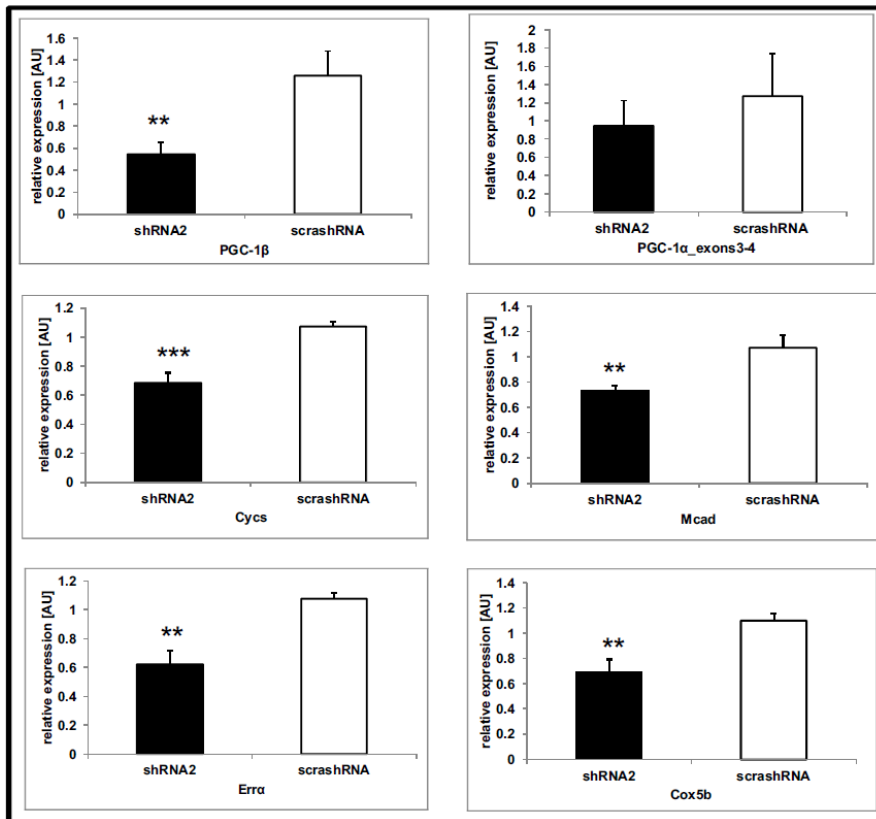 relative expression [AU]
1.6
1.4
1.2
1
0.8
0.6
0.4
0.2
0
**
shRNA2
scrashRNA
PGC-1β
relative expression [AU]
2
1.8
1.6
1.4
1.2
1
0.8
0.6
0.4
0.2
0
shRNA2
scrashRNA
PGC-1α_exons3-4
relative expression [AU]
1.2
1
0.8
0.6
0.4
0.2
0
***
shRNA2
scrashRNA
Cycs
relative expression [AU]
1.4
1.2
1
0.8
0.6
0.4
0.2
0
**
shRNA2
scrashRNA
Mcad
relative expression [AU]
1.2
1
0.8
0.6
0.4
0.2
0
**
shRNA2
scrashRNA
Errα
relative expression [AU]
1.4
1.2
1
0.8
0.6
0.4
0.2
0
**
shRNA2
scrashRNA
Cox5b